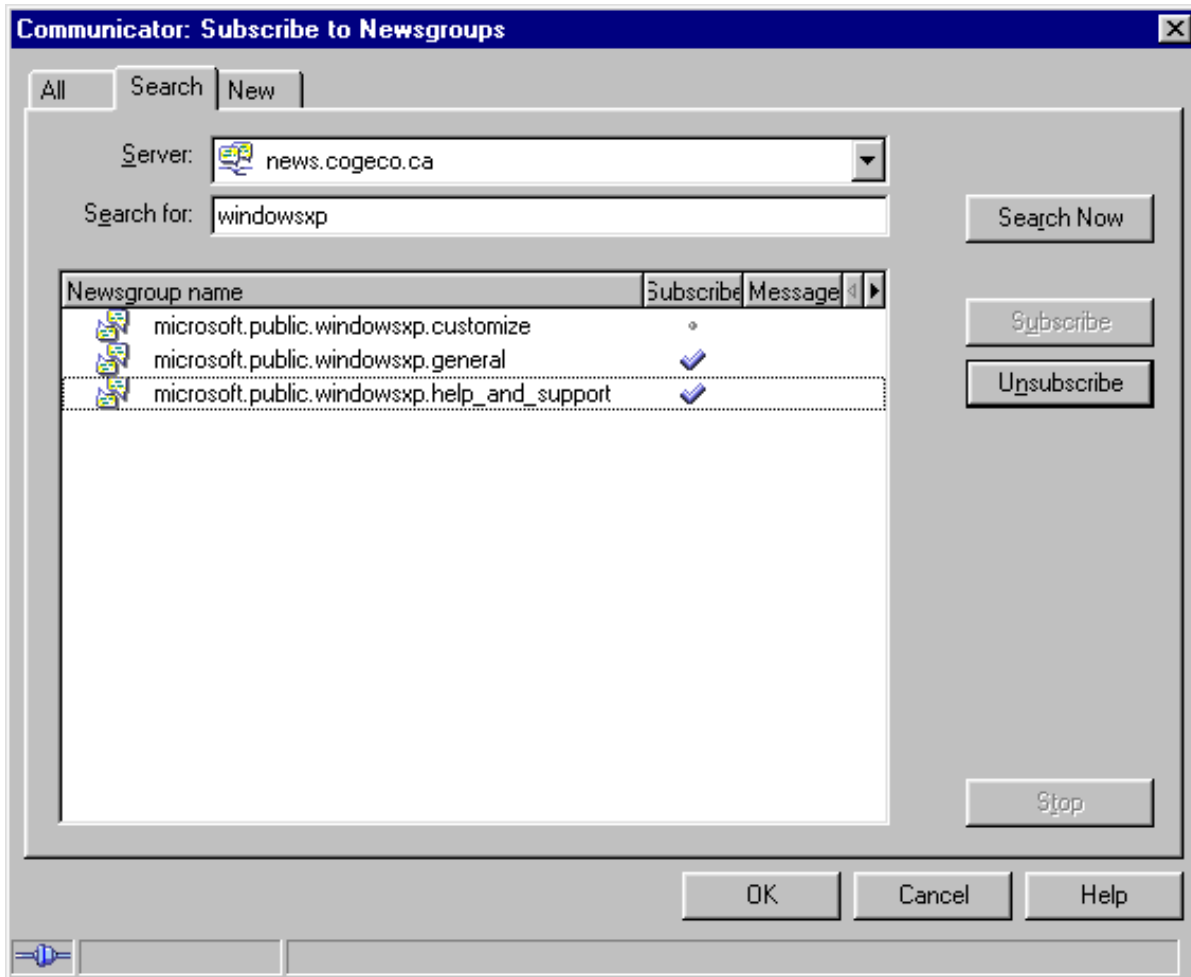 Communicator: Subscribe to Newsgroups
All Search New
Server: news.cogeco.ca
Search for: windowsxp
Search Now
Newsgroup name Subscribe Message
microsoft.public.windowsxp.customize
Subscribe
microsoft.public.windowsxp.general
Unsubscribe
microsoft.public.windowsxp.help_and_support
Stop
OK Cancel Help